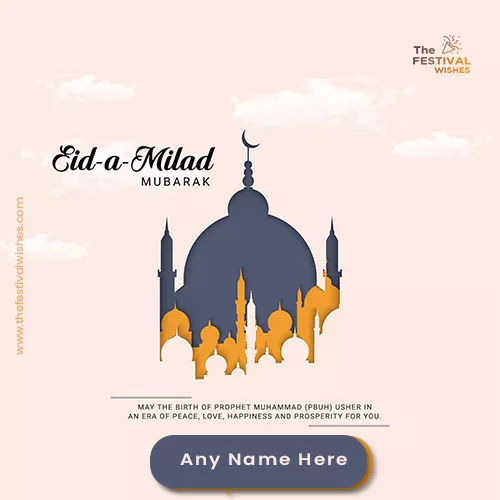 The
FESTIVAL
WISHES
Eid-a-Milad
MUBARAK
www.thefestivalwishes.com
MAY THE BIRTH OF PROPHET MUHAMMAD (PBUH) USHER IN
AN ERA OF PEACE, LOVE, HAPPINESS AND PROSPERITY FOR YOU.
Any Name Here